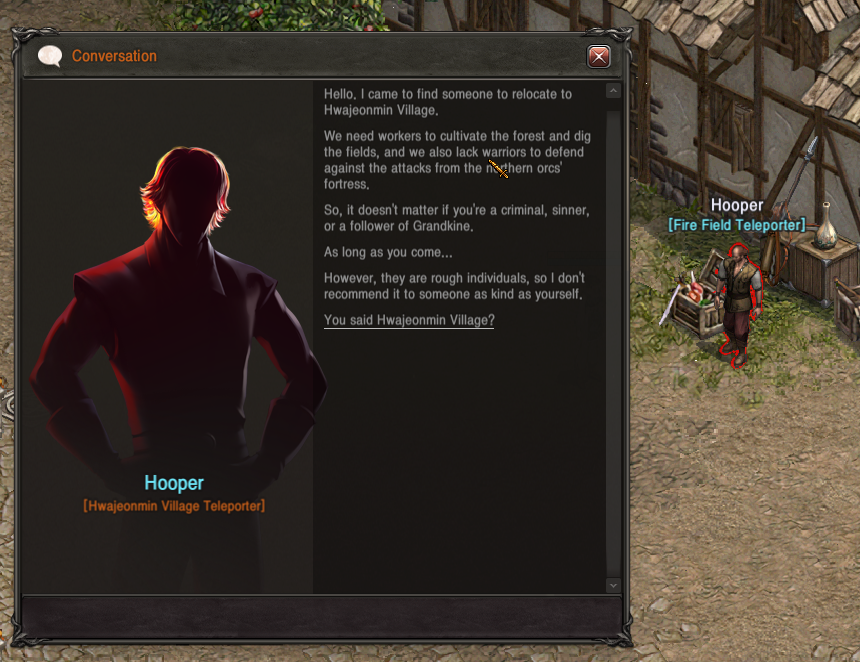 Conversation
Hello, I came to find someone to relocate to
Hwajeonmin Village.
We need workers to cultivate the forest and dig
the fields, and we also lack warriors to defend
against the attacks from the northern orcs'
fortress.
So, it doesn't matter if you're a criminal, sinner,
or a follower of Grandkine.
As long as you come...
However, they are rough individuals, so I don't
recommend it to someone as kind as yourself.
You said Hwajeonmin Village?
Hooper
[Hwajeonmin Village Teleporter]
Hooper
[Fire Field Teleporter]